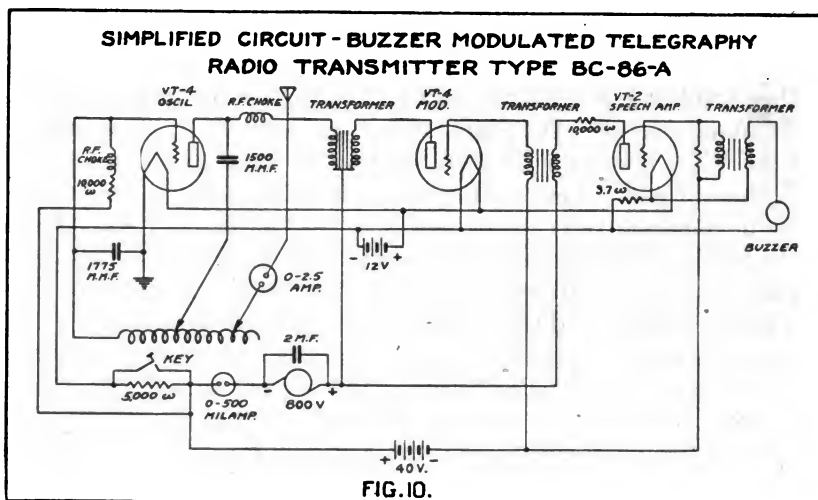 SIMPLIFIED CIRCUIT - BUZZER MODULATED TELEGRAPHY
RADIO TRANSMITTER TYPE BC-86-A
VT-4
OSCIL.
R.F. CHOKE
TRANSFORMER
VT-4
MOD.
TRANSFORMER
VT-2
SPEECH AMP.
TRANSFORMER
R.F.
CHOKE
10,000
ω
1500
M.M.F.
10,000 ω
3.7 ω
BUZZER
1775
M.M.F.
- 12V +
0-2.5
AMP.
KEY
5,000 ω
0-500
MILAMP.
2 M.F.
- +
800 V
+ 40 V. -
FIG. 10.